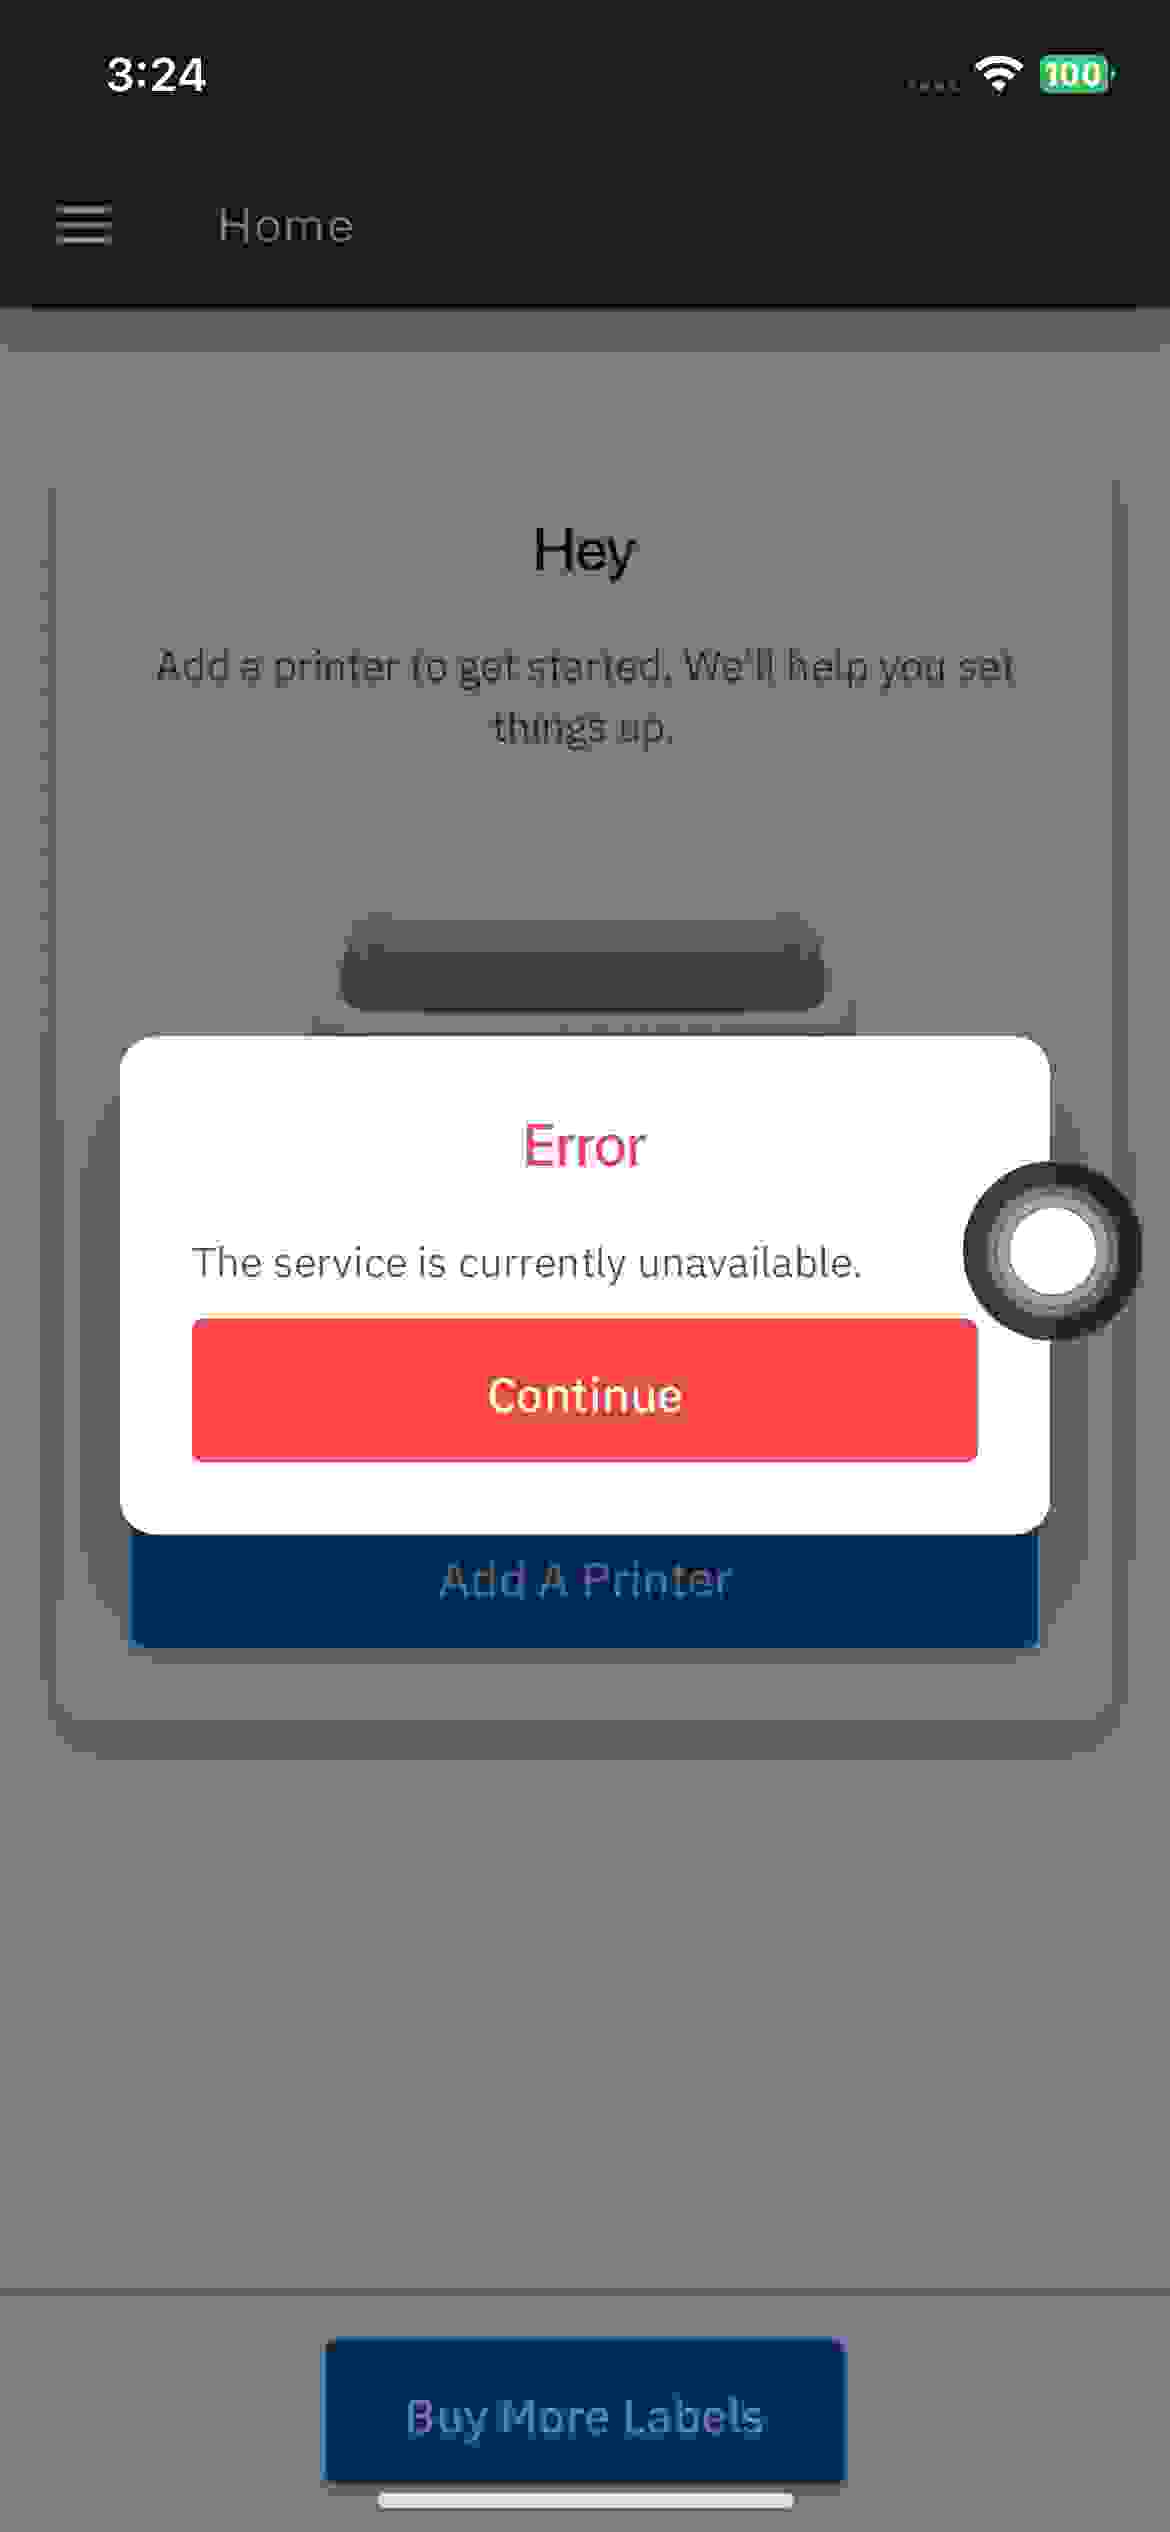 3:24
100
Home
Hey
Add a printer to get started. We'll help you set
things up.
Error
The service is currently unavailable.
Continue
Add A Printer
Buy More Labels